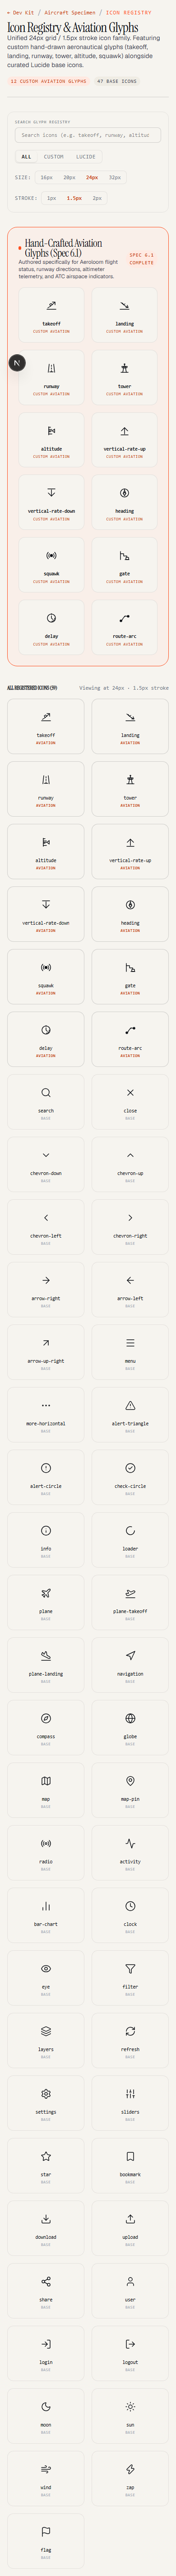 ← Dev Kit / Aircraft Specimen / ICON REGISTRY
Icon Registry & Aviation Glyphs
Unified 24px grid / 1.5px stroke icon family. Featuring
custom hand-drawn aeronautical glyphs (takeoff,
landing, runway, tower, altitude, squawk) alongside
curated Lucide base icons.
12 CUSTOM AVIATION GLYPHS 47 BASE ICONS
SEARCH GLYPH REGISTRY
Search icons (e.g. takeoff, runway, altituc
ALL CUSTOM LUCIDE
SIZE: 16px 20px 24px 32px
STROKE: 1px 1.5px 2px
Hand-Crafted Aviation
Glyphs (Spec 6.1)
SPEC 6.1
COMPLETE
Authored specifically for Aeroloom flight
status, runway directions, altimeter
telemetry, and ATC airspace indicators.
takeoff landing
CUSTOM AVIATION CUSTOM AVIATION
runway tower
CUSTOM AVIATION CUSTOM AVIATION
altitude vertical-rate-up
CUSTOM AVIATION CUSTOM AVIATION
vertical-rate-down heading
CUSTOM AVIATION CUSTOM AVIATION
squawk gate
CUSTOM AVIATION CUSTOM AVIATION
delay route-arc
CUSTOM AVIATION CUSTOM AVIATION
ALL REGISTERED ICONS (59) Viewing at 24px · 1.5px stroke
takeoff landing
AVIATION AVIATION
runway tower
AVIATION AVIATION
altitude vertical-rate-up
AVIATION AVIATION
vertical-rate-down heading
AVIATION AVIATION
squawk gate
AVIATION AVIATION
delay route-arc
AVIATION AVIATION
search close
BASE BASE
chevron-down chevron-up
BASE BASE
chevron-left chevron-right
BASE BASE
arrow-right arrow-left
BASE BASE
arrow-up-right menu
BASE BASE
more-horizontal alert-triangle
BASE BASE
alert-circle check-circle
BASE BASE
info loader
BASE BASE
plane plane-takeoff
BASE BASE
plane-landing navigation
BASE BASE
compass globe
BASE BASE
map map-pin
BASE BASE
radio activity
BASE BASE
bar-chart clock
BASE BASE
eye filter
BASE BASE
layers refresh
BASE BASE
settings sliders
BASE BASE
star bookmark
BASE BASE
download upload
BASE BASE
share user
BASE BASE
login logout
BASE BASE
moon sun
BASE BASE
wind zap
BASE BASE
flag
BASE